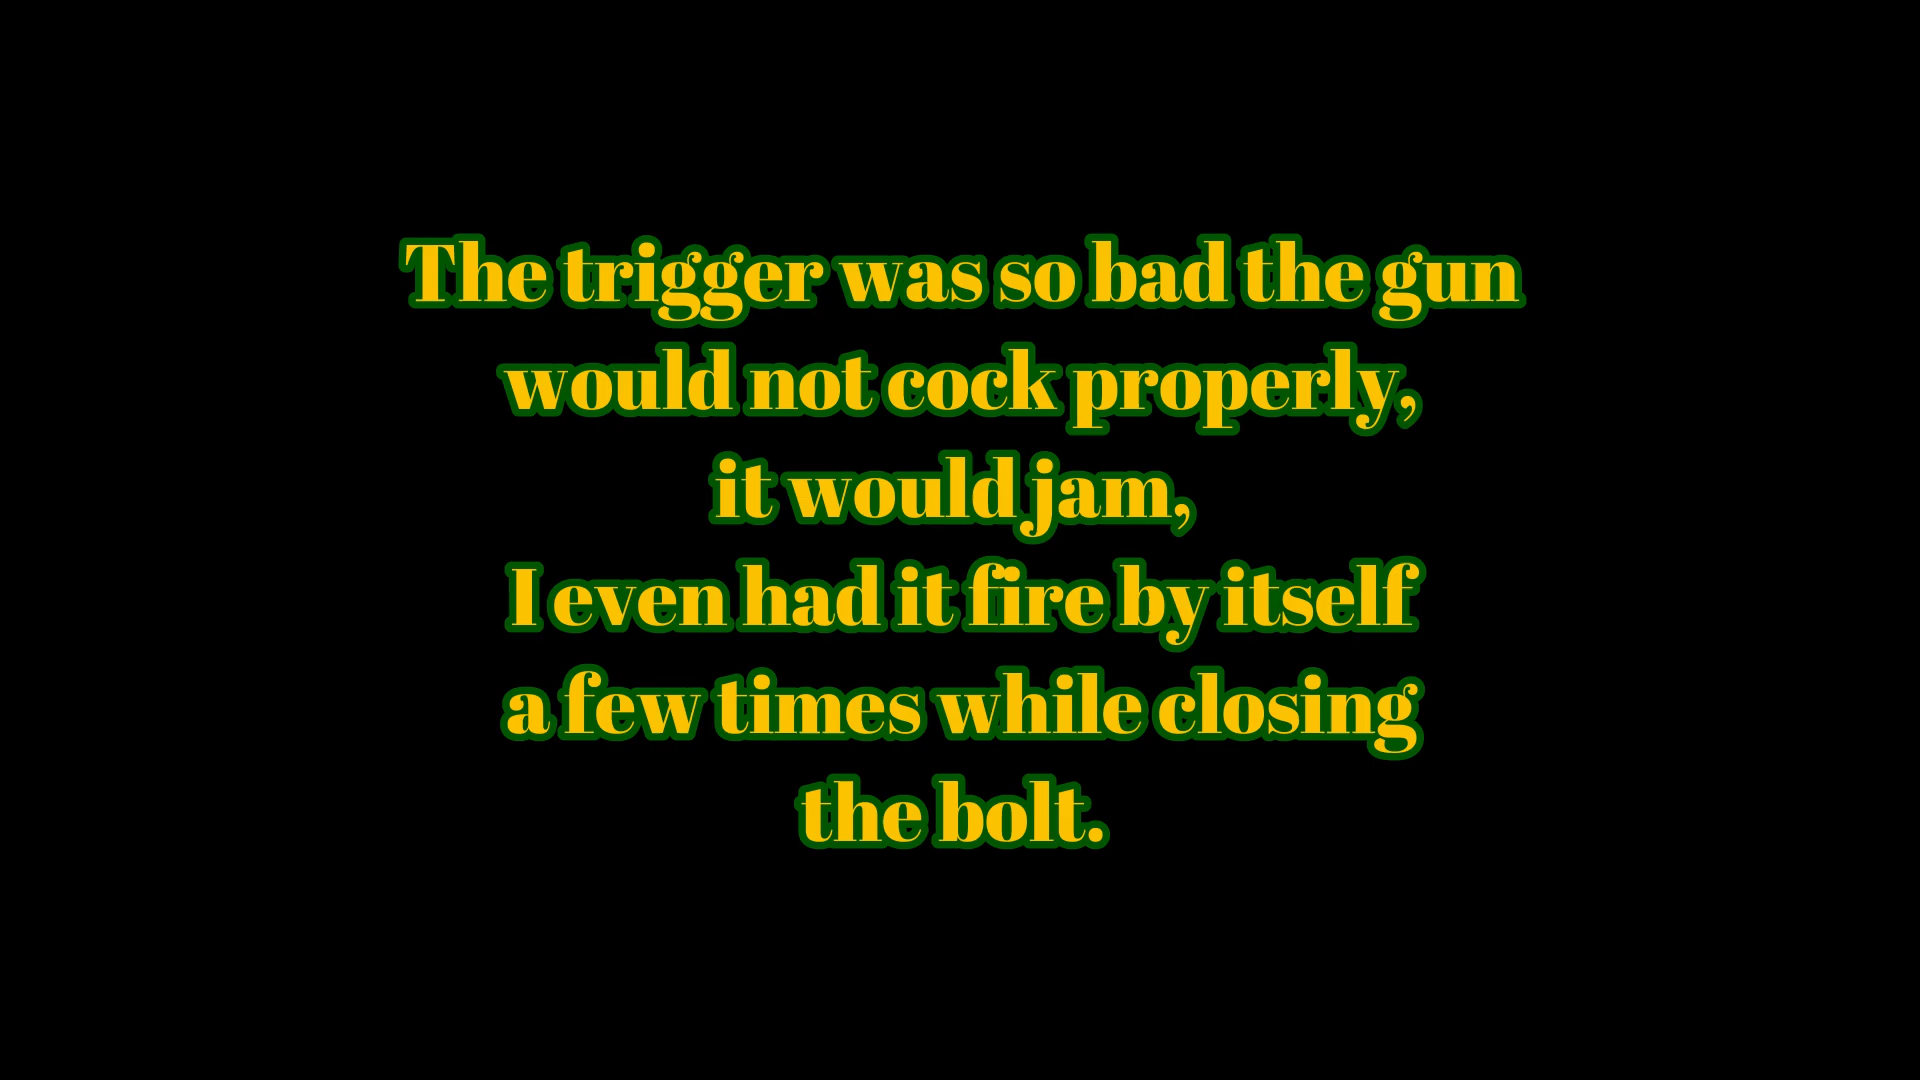 The trigger was so bad the gun
would not cock properly,
it would jam,
I even had it fire by itself
a few times while closing
the bolt.